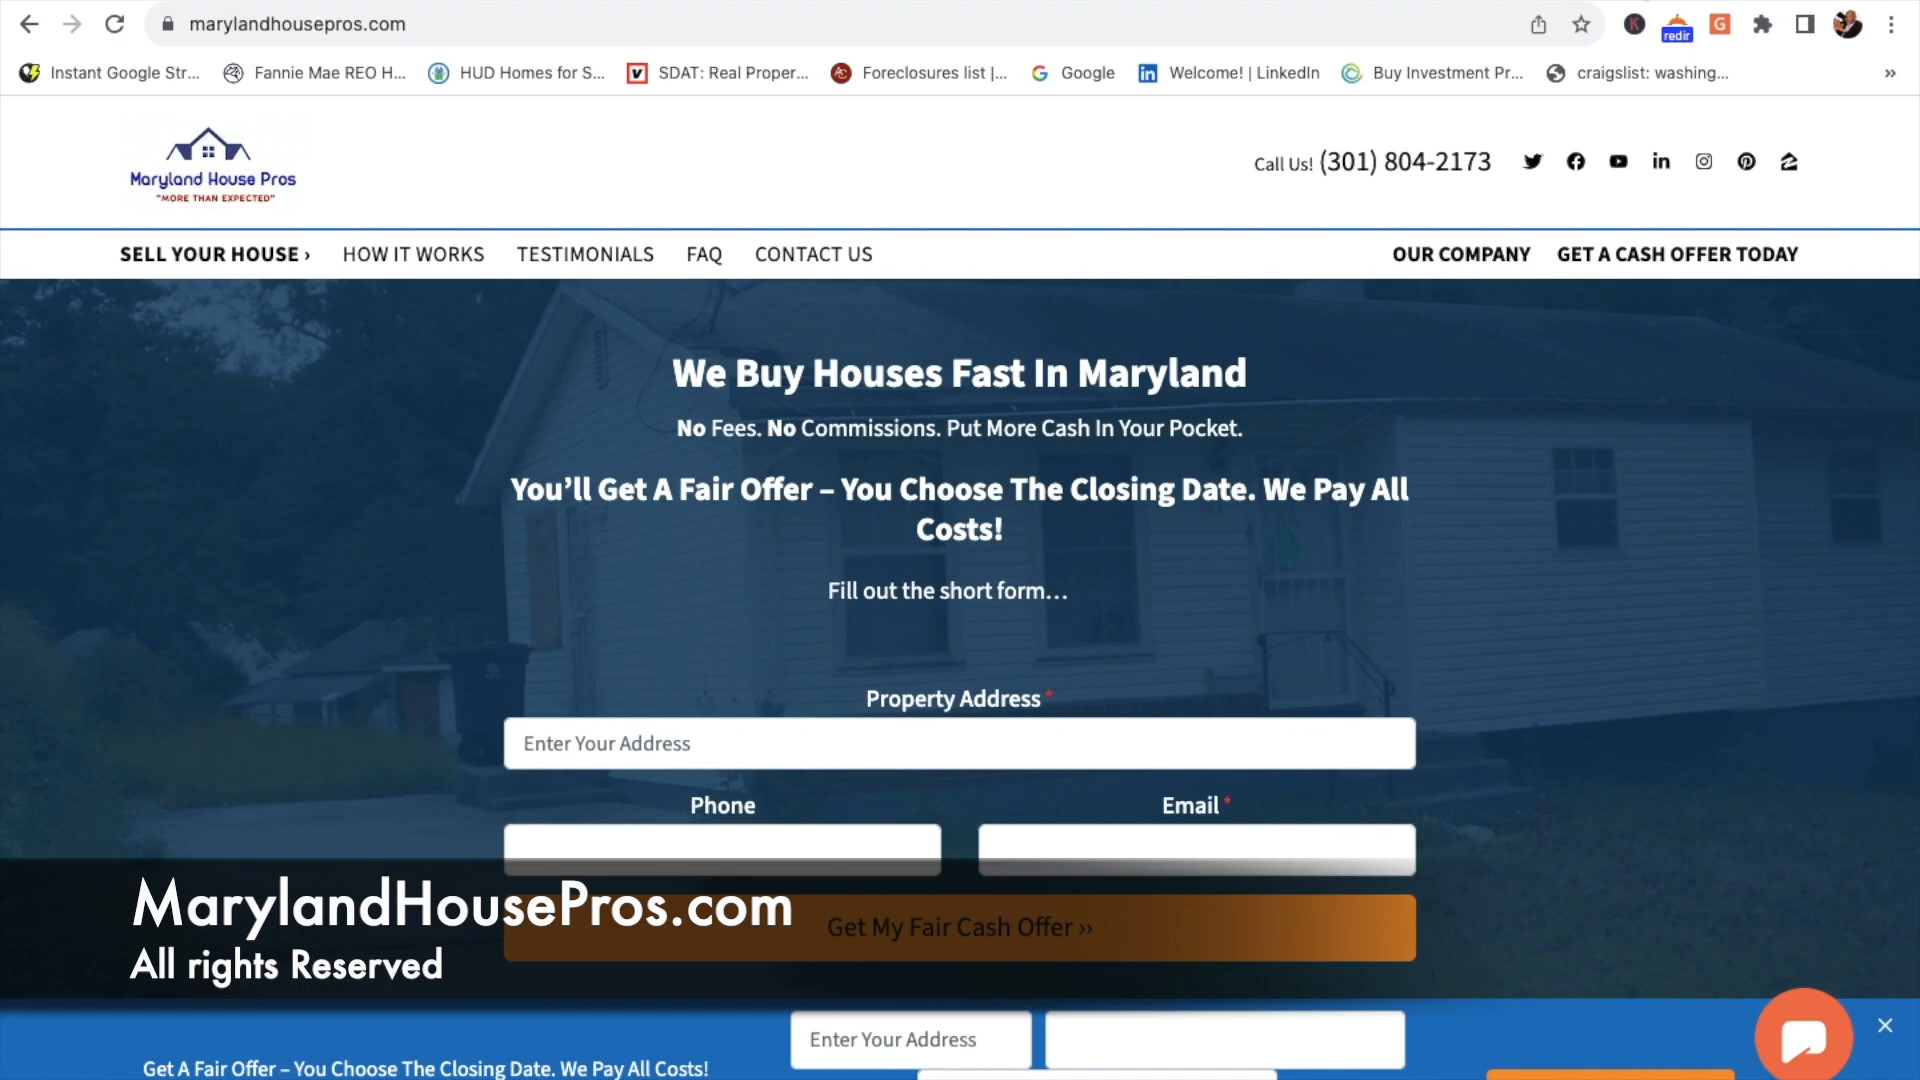 marylandhousepros.com
redir
Instant Google Str...
Fannie Mae REO H...
HUD Homes for S...
SDAT: Real Proper...
Foreclosures list |...
Google
Welcome! | LinkedIn
Buy Investment Pr...
craigslist: washing...
»
Maryland House Pros
"MORE THAN EXPECTED"
Call Us! (301) 804-2173
SELL YOUR HOUSE ›
HOW IT WORKS
TESTIMONIALS
FAQ
CONTACT US
OUR COMPANY
GET A CASH OFFER TODAY
We Buy Houses Fast In Maryland
No Fees. No Commissions. Put More Cash In Your Pocket.
You’ll Get A Fair Offer – You Choose The Closing Date. We Pay All
Costs!
Fill out the short form…
Property Address *
Enter Your Address
Phone
Email *
Get My Fair Cash Offer ››
MarylandHousePros.com
All rights Reserved
Enter Your Address
Get A Fair Offer – You Choose The Closing Date. We Pay All Costs!